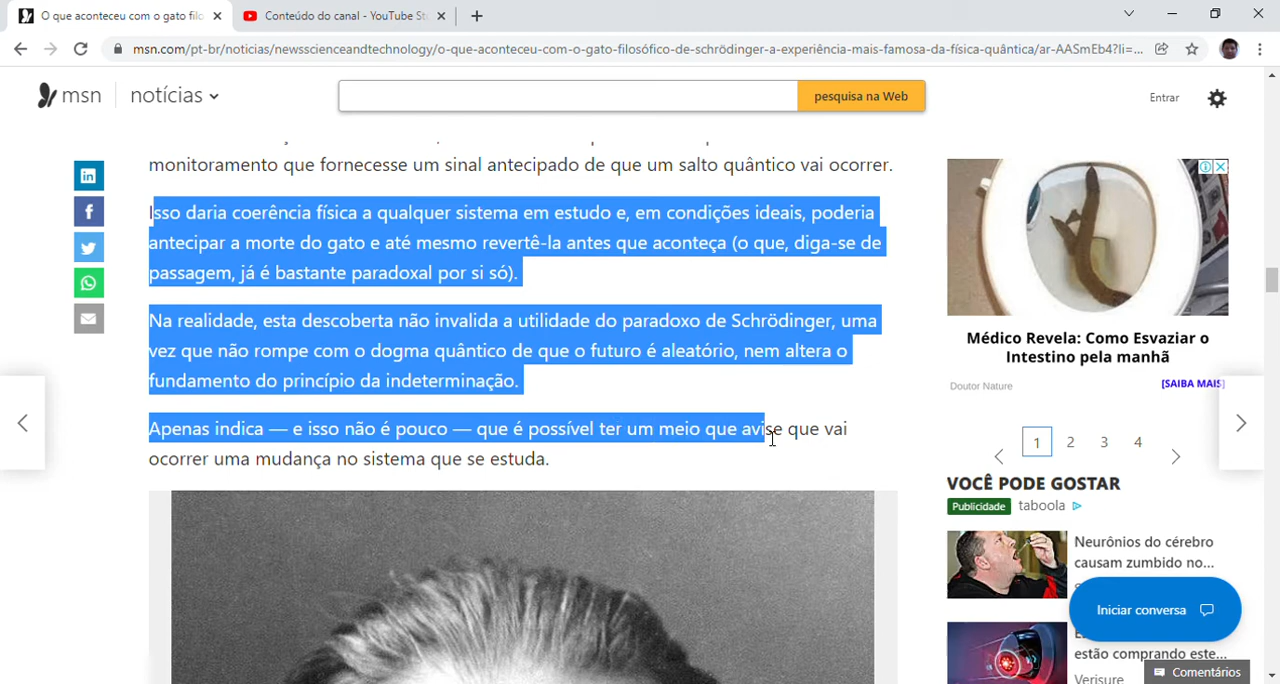 O que aconteceu com o gato filo
Conteúdo do canal - YouTube St
msn.com/pt-br/noticias/newsscienceandtechnology/o-que-aconteceu-com-o-gato-filosófico-de-schrödinger-a-experiência-mais-famosa-da-física-quântica/ar-AASmEb4?li=...
msn notícias
pesquisa na Web
Entrar
monitoramento que fornecesse um sinal antecipado de que um salto quântico vai ocorrer.
Isso daria coerência física a qualquer sistema em estudo e, em condições ideais, poderia
antecipar a morte do gato e até mesmo revertê-la antes que aconteça (o que, diga-se de
passagem, já é bastante paradoxal por si só).
Na realidade, esta descoberta não invalida a utilidade do paradoxo de Schrödinger, uma
vez que não rompe com o dogma quântico de que o futuro é aleatório, nem altera o
fundamento do princípio da indeterminação.
Apenas indica — e isso não é pouco — que é possível ter um meio que avise que vai
ocorrer uma mudança no sistema que se estuda.
Médico Revela: Como Esvaziar o
Intestino pela manhã
Doutor Nature
[SAIBA MAIS]
1 2 3 4
VOCÊ PODE GOSTAR
Publicidade taboola
Neurônios do cérebro
causam zumbido no...
Iniciar conversa
estão comprando este...
Verisure
Comentários